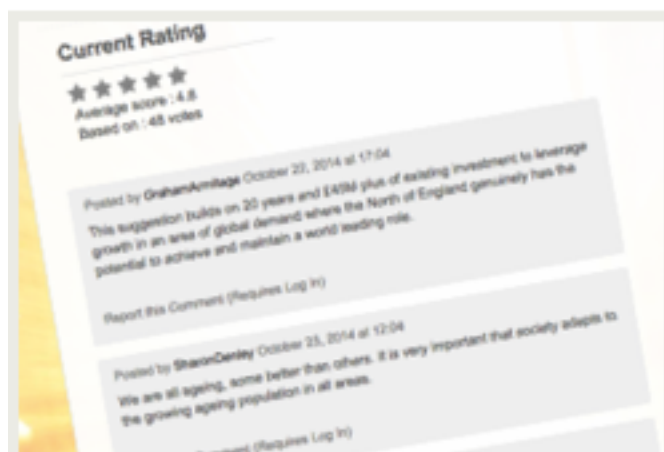 Current Rating
Average score : 4.8
Based on : 48 votes
Posted by GrahamArmitage October 22, 2014 at 17:04
This suggestion builds on 20 years and £45M plus of existing investment to leverage
growth in an area of global demand where the North of England genuinely has the
potential to achieve and maintain a world leading role.
Report this Comment (Requires Log In)
Posted by SharonDenley October 23, 2014 at 12:04
We are all ageing, some better than others. It is very important that society adapts to
the growing ageing population in all areas.
Comment (Requires Log In)